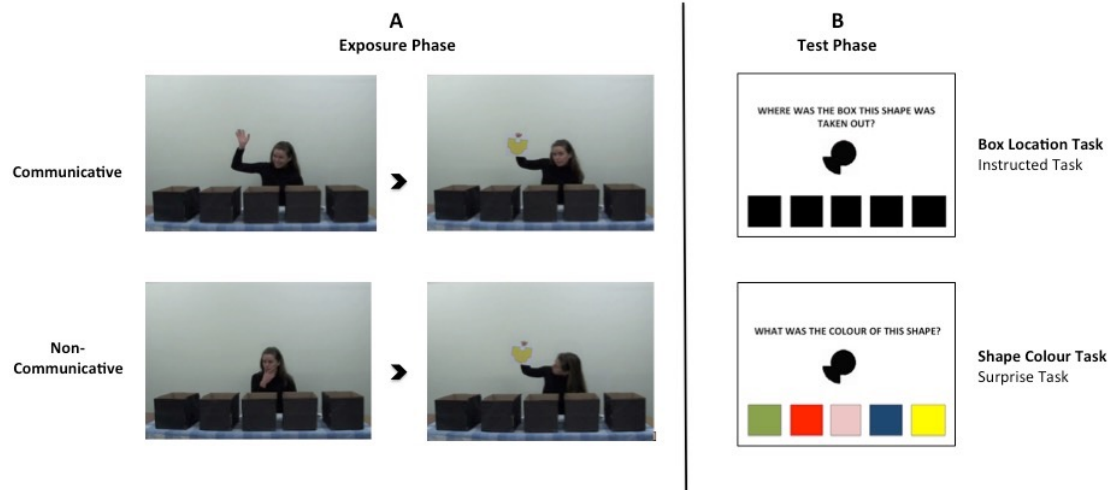 A
Exposure Phase
B
Test Phase
Communicative
WHERE WAS THE BOX THIS SHAPE WAS
TAKEN OUT?
Box Location Task
Instructed Task
Non-
Communicative
WHAT WAS THE COLOUR OF THIS SHAPE?
Shape Colour Task
Surprise Task